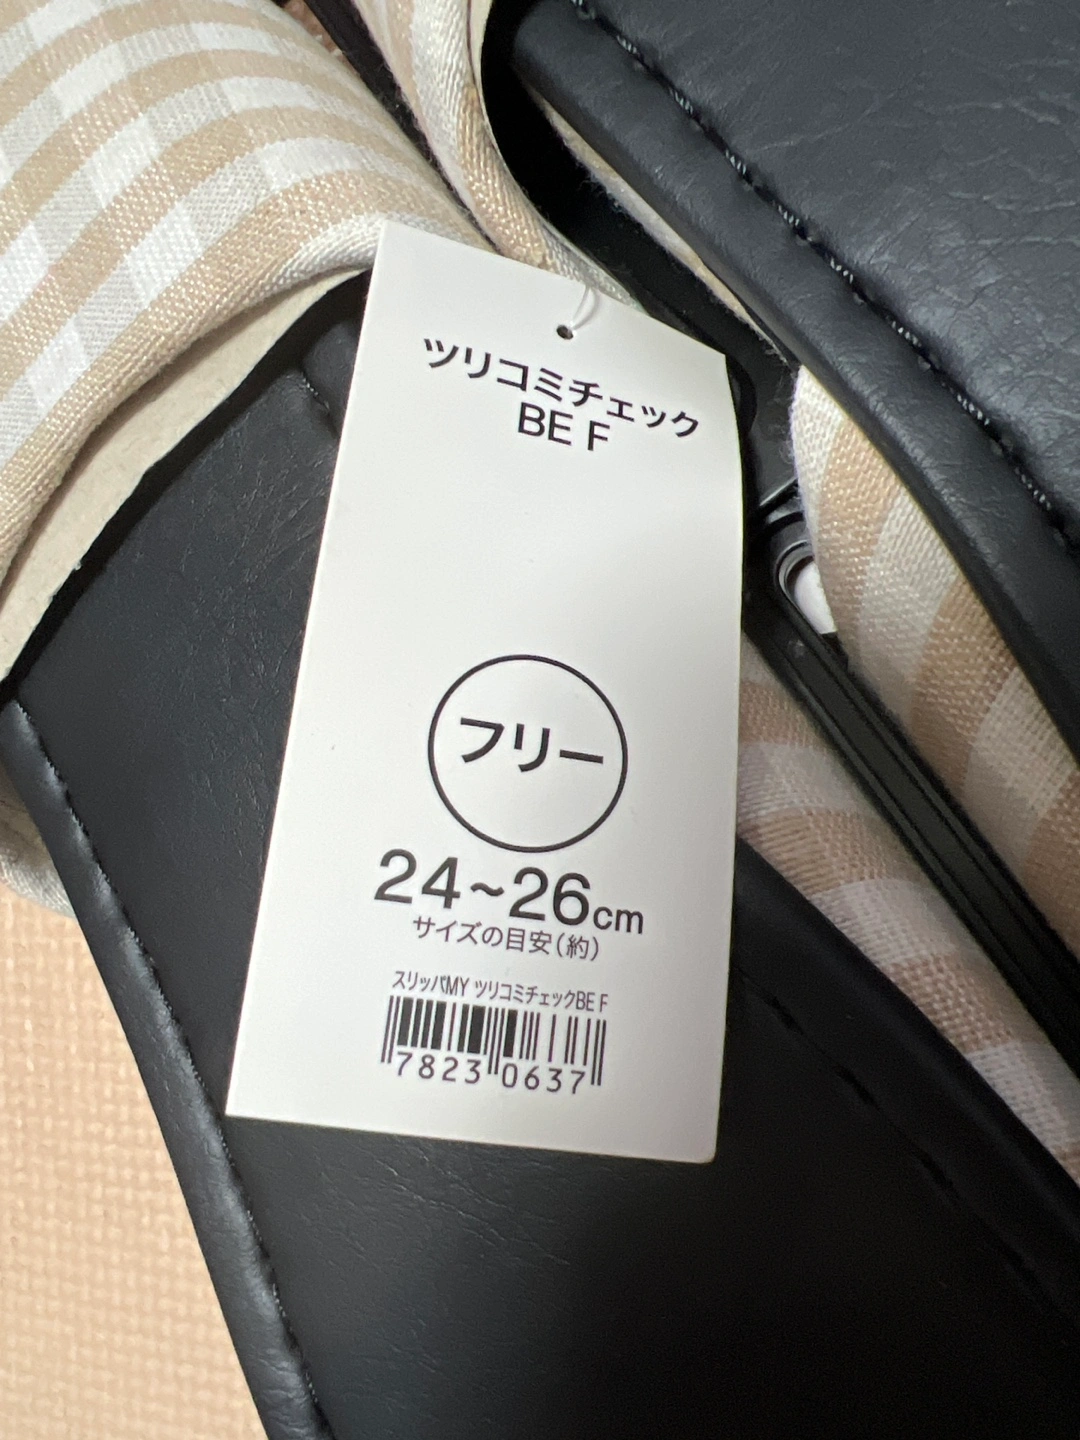 ツリコミチェック
BE F
フリー
24~26cm
サイズの目安(約)
スリッパMY ツリコミチェックBE F
7823 0637